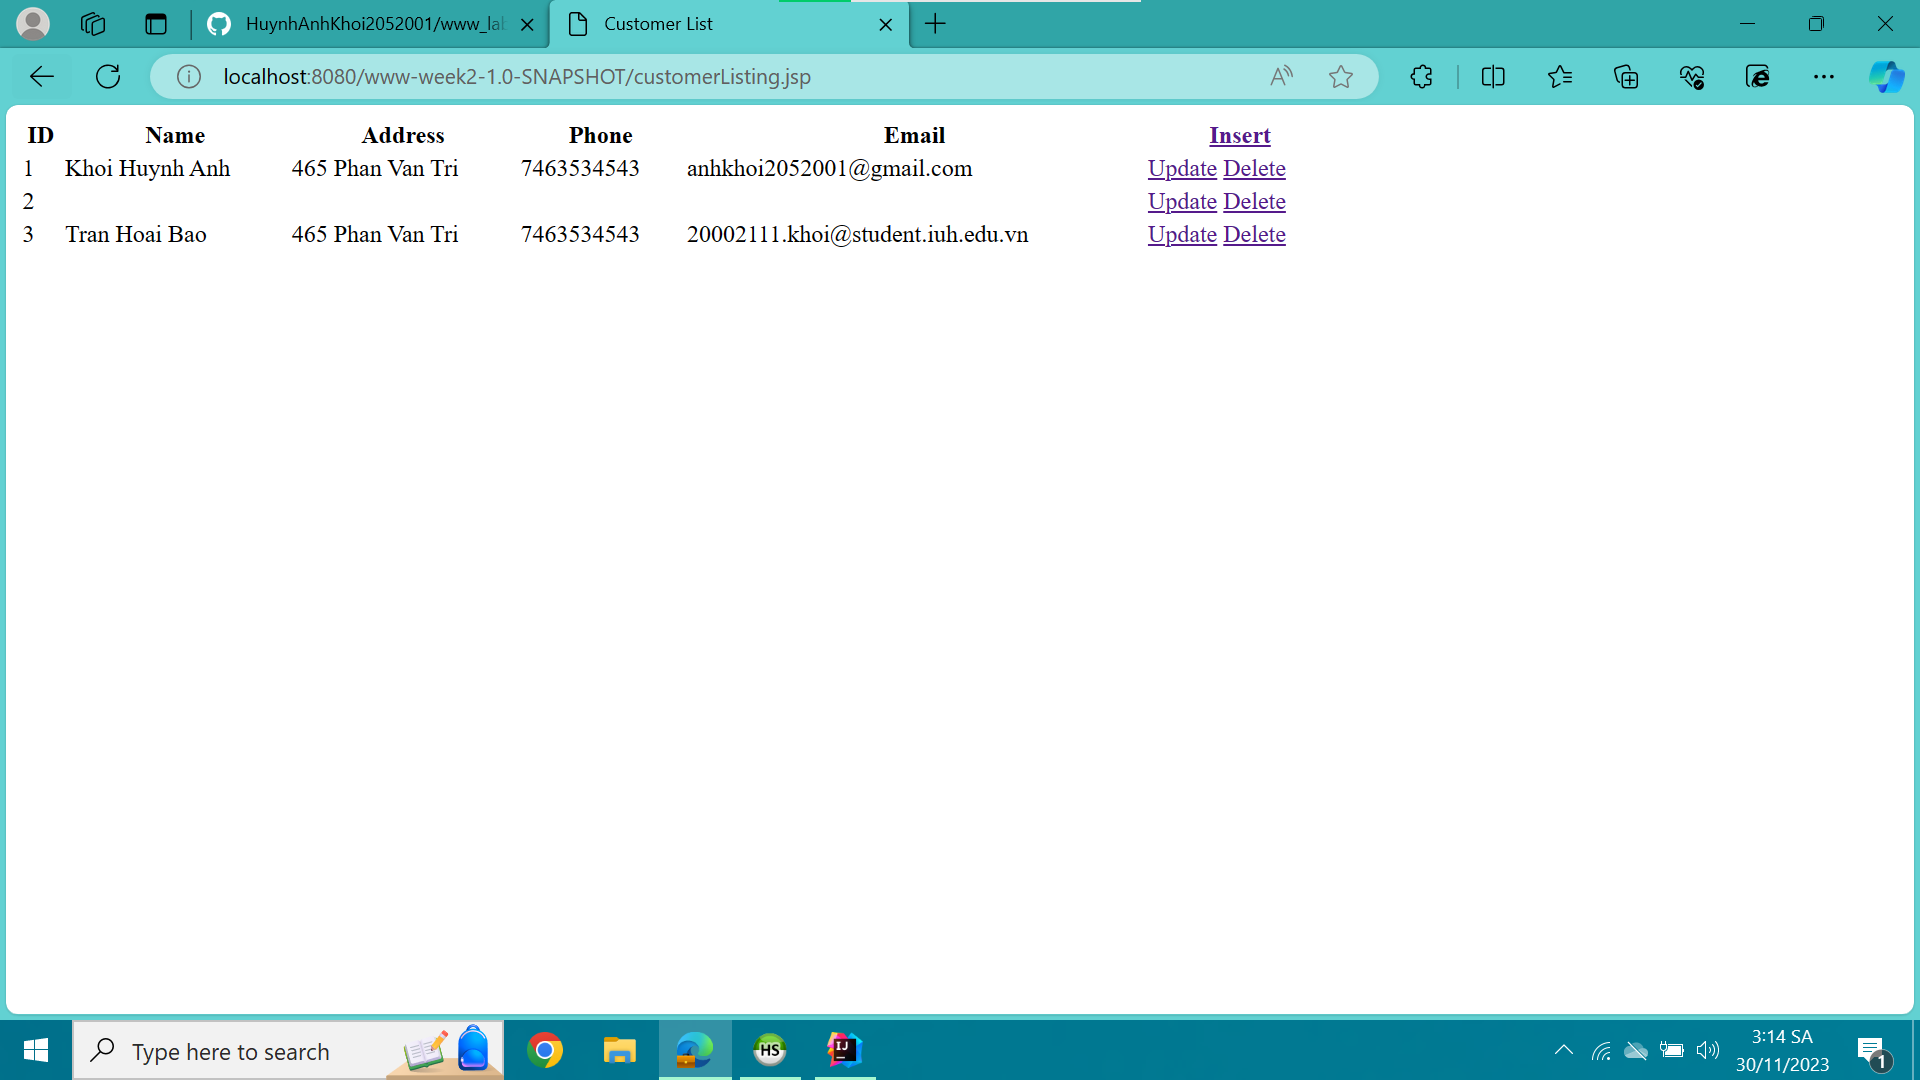 HuynhAnhKhoi2052001/www_lab
Customer List
localhost:8080/www-week2-1.0-SNAPSHOT/customerListing.jsp
ID Name Address Phone Email Insert
1 Khoi Huynh Anh 465 Phan Van Tri 7463534543 anhkhoi2052001@gmail.com Update Delete
2 Update Delete
3 Tran Hoai Bao 465 Phan Van Tri 7463534543 20002111.khoi@student.iuh.edu.vn Update Delete
Type here to search
HS
IJ
3:14 SA
30/11/2023
1